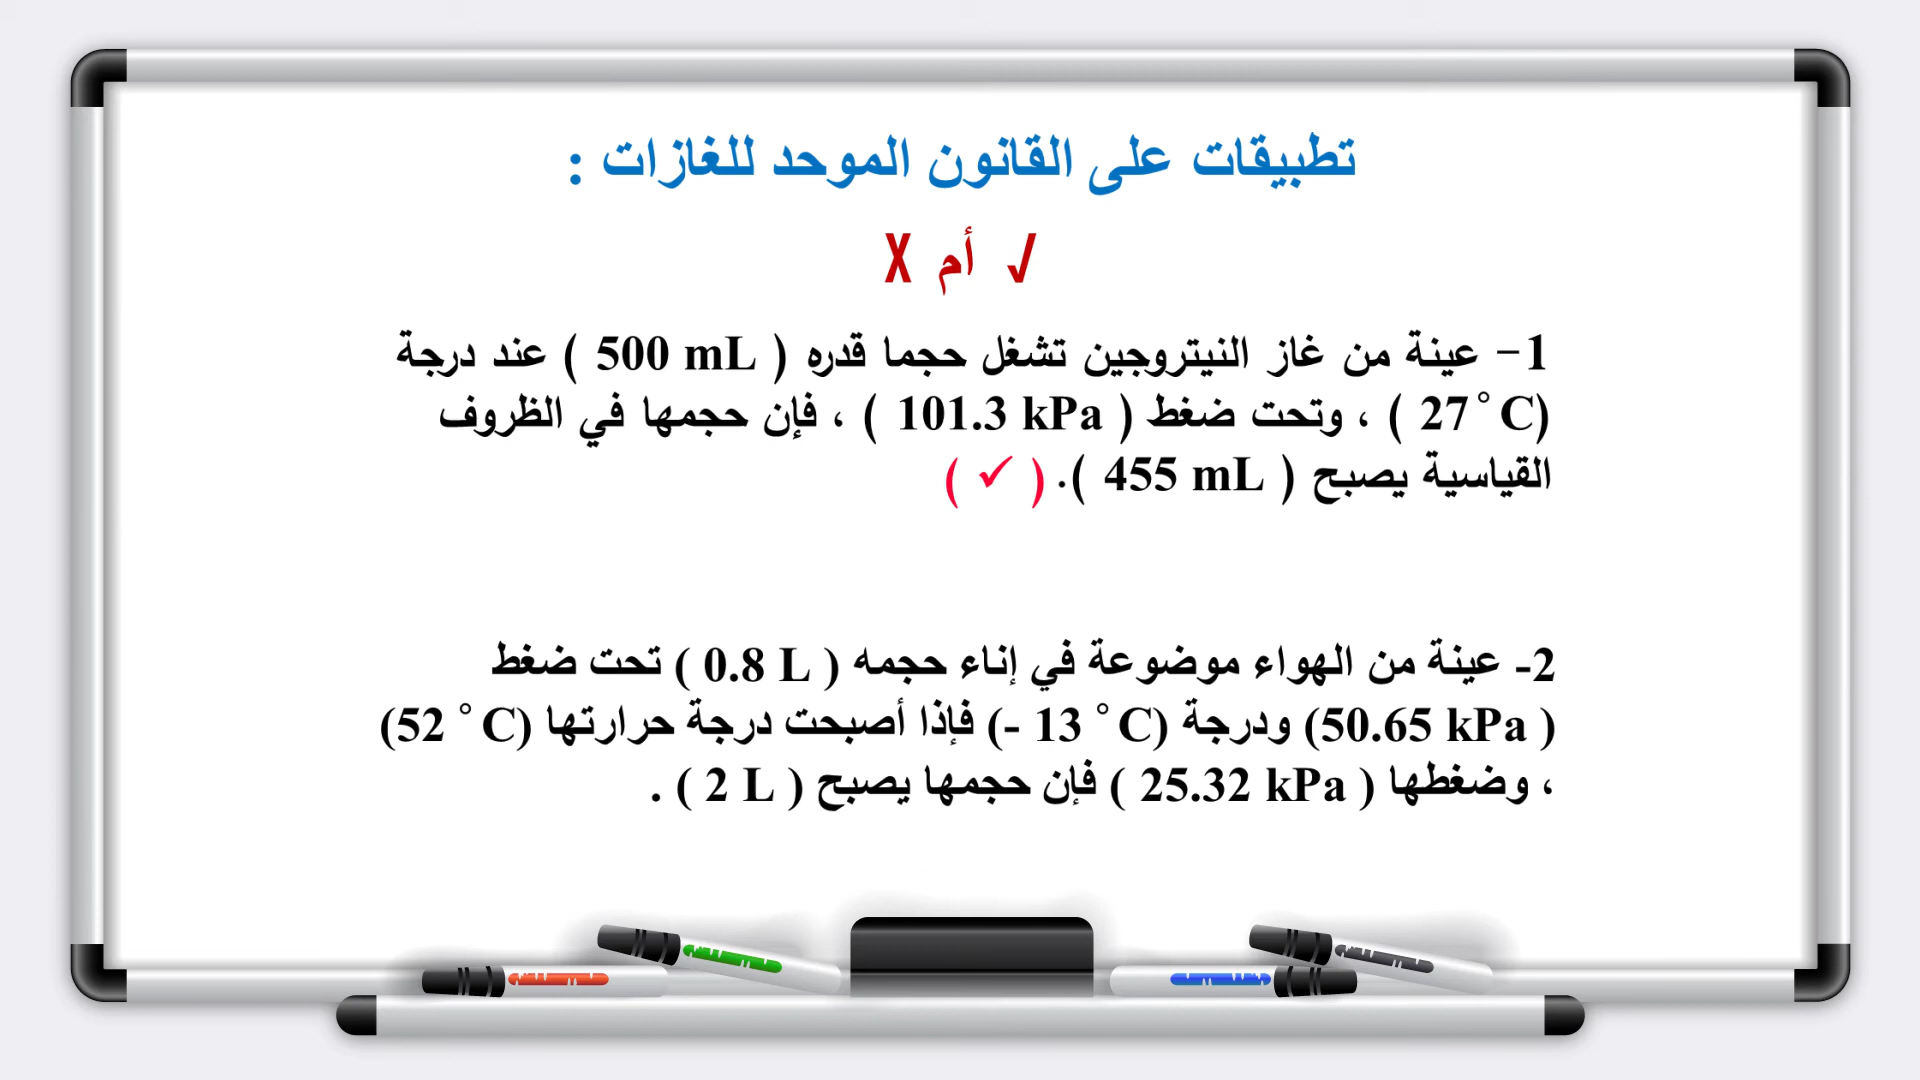 تطبيقات على القانون الموحد للغازات :
√ أم X
1- عينة من غاز النيتروجين تشغل حجما قدره ( 500 mL ) عند درجة
(27˚C ) ، وتحت ضغط ( 101.3 kPa ) ، فإن حجمها في الظروف
القياسية يصبح ( 455 mL ). ( ✓ )
2- عينة من الهواء موضوعة في إناء حجمه ( 0.8 L ) تحت ضغط
( 50.65 kPa) ودرجة (- 13 ˚C) فإذا أصبحت درجة حرارتها (52 ˚C)
، وضغطها ( 25.32 kPa ) فإن حجمها يصبح ( 2 L ) .